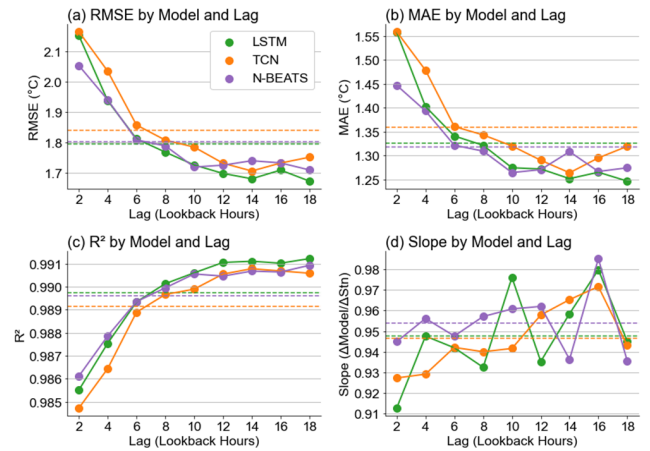 (a) RMSE by Model and Lag
RMSE (°C)
2.1
2.0
1.9
1.8
1.7
LSTM
TCN
N-BEATS
2 4 6 8 10 12 14 16 18
Lag (Lookback Hours)
(b) MAE by Model and Lag
MAE (°C)
1.55
1.50
1.45
1.40
1.35
1.30
1.25
2 4 6 8 10 12 14 16 18
Lag (Lookback Hours)
(c) R² by Model and Lag
R²
0.991
0.990
0.989
0.988
0.987
0.986
0.985
2 4 6 8 10 12 14 16 18
Lag (Lookback Hours)
(d) Slope by Model and Lag
Slope (ΔModel/ΔStn)
0.98
0.97
0.96
0.95
0.94
0.93
0.92
0.91
2 4 6 8 10 12 14 16 18
Lag (Lookback Hours)